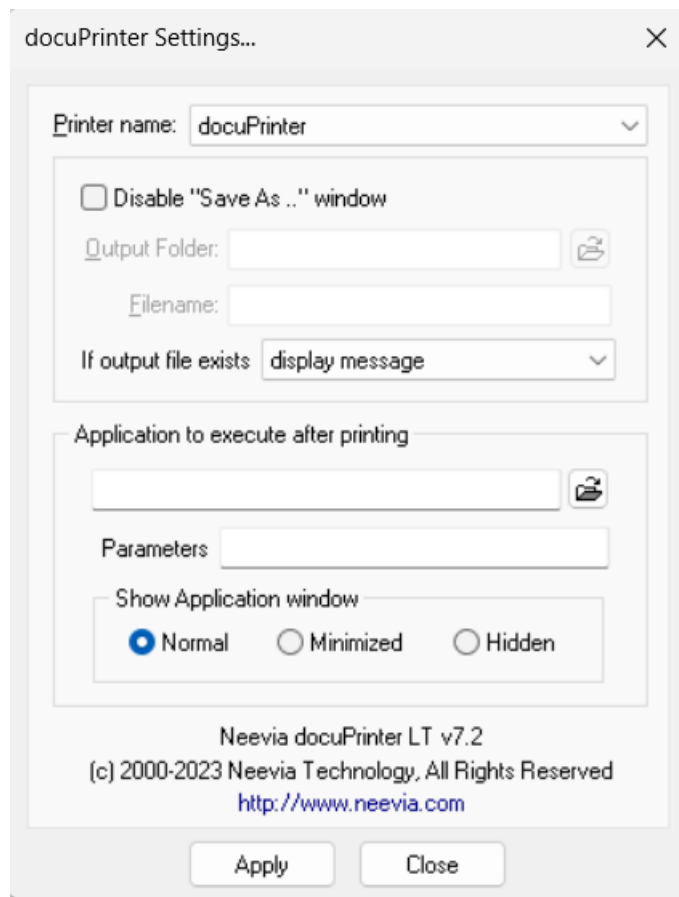 docuPrinter Settings...
Printer name: docuPrinter
Disable "Save As .." window
Output Folder:
Filename:
If output file exists display message
Application to execute after printing
Parameters
Show Application window
Normal Minimized Hidden
Neevia docuPrinter LT v7.2
(c) 2000-2023 Neevia Technology, All Rights Reserved
http://www.neevia.com
Apply Close